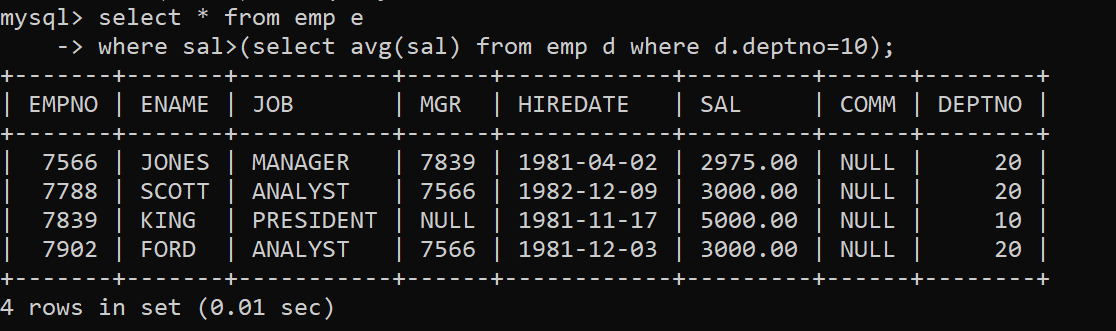 mysql> select * from emp e
    -> where sal>(select avg(sal) from emp d where d.deptno=10);
+-------+-------+-----------+------+------------+---------+------+--------+
| EMPNO | ENAME | JOB       | MGR  | HIREDATE   | SAL     | COMM | DEPTNO |
+-------+-------+-----------+------+------------+---------+------+--------+
|  7566 | JONES | MANAGER   | 7839 | 1981-04-02 | 2975.00 | NULL |     20 |
|  7788 | SCOTT | ANALYST   | 7566 | 1982-12-09 | 3000.00 | NULL |     20 |
|  7839 | KING  | PRESIDENT | NULL | 1981-11-17 | 5000.00 | NULL |     10 |
|  7902 | FORD  | ANALYST   | 7566 | 1981-12-03 | 3000.00 | NULL |     20 |
+-------+-------+-----------+------+------------+---------+------+--------+
4 rows in set (0.01 sec)